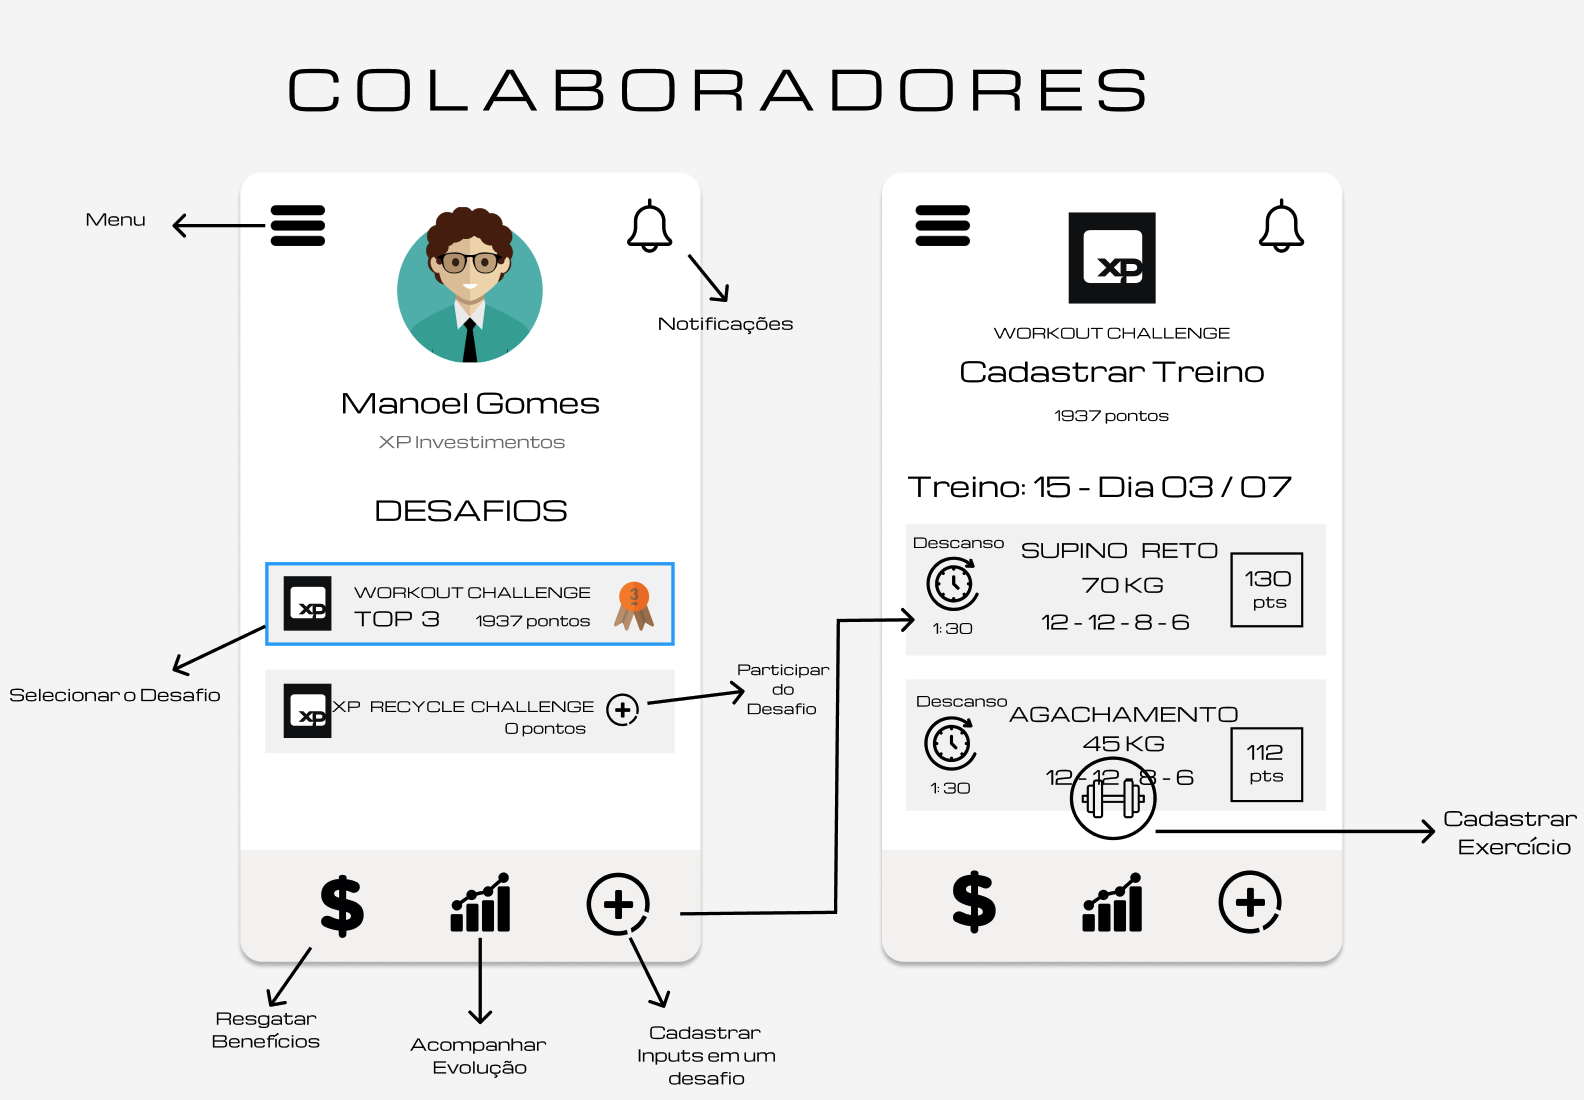 COLABORADORES
Menu
Notificações
Manoel Gomes
XP Investimentos
DESAFIOS
xp
WORKOUT CHALLENGE
TOP 3
1937 pontos
3
Selecionar o Desafio
xp
XP RECYCLE CHALLENGE
0 pontos
Participar
do
Desafio
$
Resgatar
Benefícios
Acompanhar
Evolução
Cadastrar
Inputs em um
desafio
xp
WORKOUT CHALLENGE
Cadastrar Treino
1937 pontos
Treino: 15 - Dia 03 / 07
Descanso
1: 30
SUPINO RETO
70 KG
12 - 12 - 8 - 6
130
pts
Descanso
1: 30
AGACHAMENTO
45 KG
12 - 12 - 8 - 6
112
pts
Cadastrar
Exercício
$